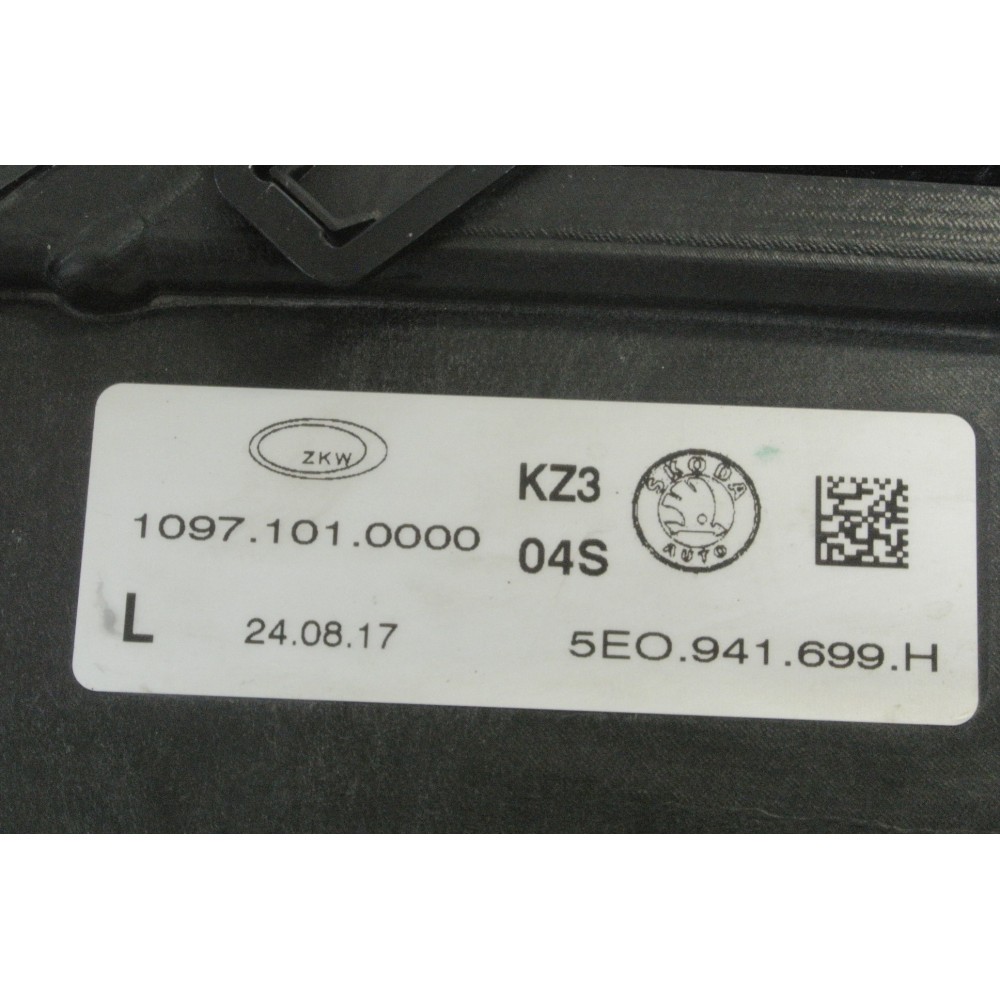 ZKW
1097.101.0000
L
24.08.17
KZ3
04S
SKODA
AUTO
5E0.941.699.H